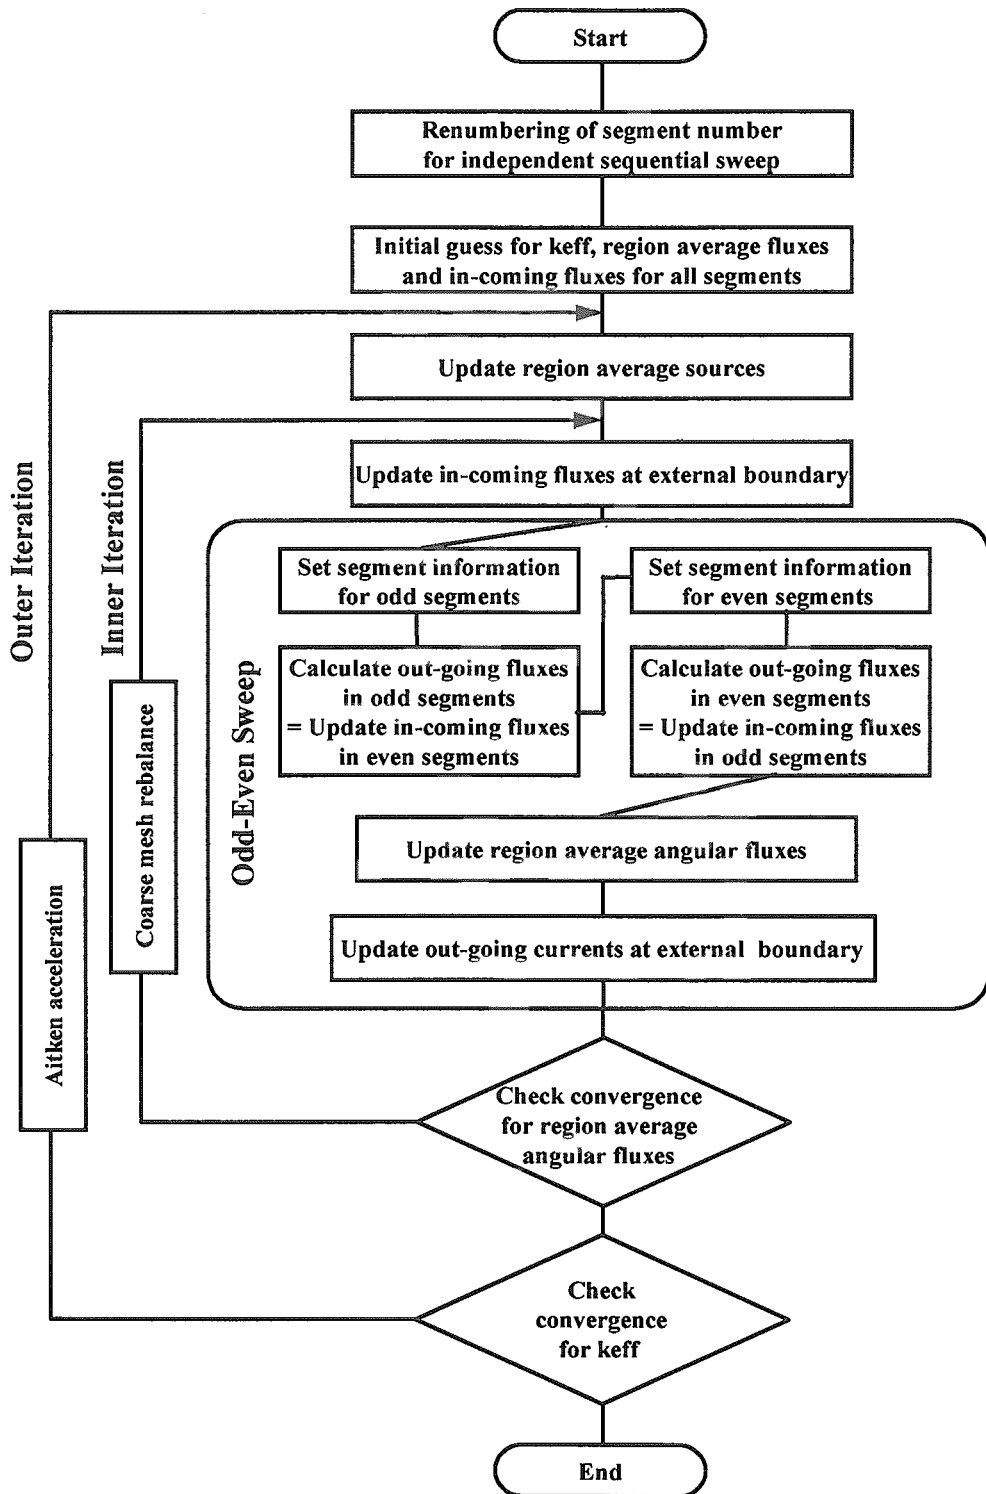 Start
Renumbering of segment number
for independent sequential sweep
Initial guess for keff, region average fluxes
and in-coming fluxes for all segments
Update region average sources
Update in-coming fluxes at external boundary
Outer Iteration
Inner Iteration
Odd-Even Sweep
Set segment information
for odd segments
Calculate out-going fluxes
in odd segments
= Update in-coming fluxes
in even segments
Set segment information
for even segments
Calculate out-going fluxes
in even segments
= Update in-coming fluxes
in odd segments
Update region average angular fluxes
Update out-going currents at external boundary
Coarse mesh rebalance
Aitken acceleration
Check convergence
for region average
angular fluxes
Check
convergence
for keff
End